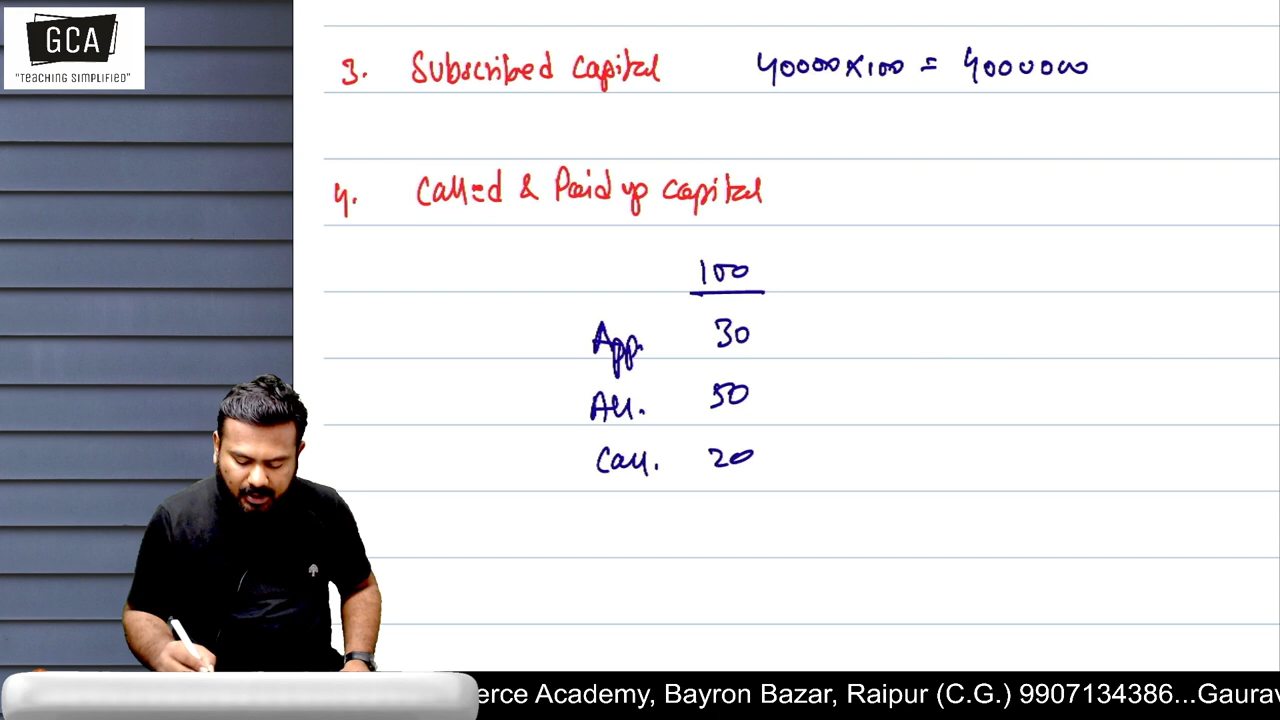 GCA
"TEACHING SIMPLIFIED"
3. Subscribed Capital 40000×100 = 4000000
4. Called & Paid up Capital
100
App. 30
All. 50
Call. 20
erce Academy, Bayron Bazar, Raipur (C.G.) 9907134386...Gaurav